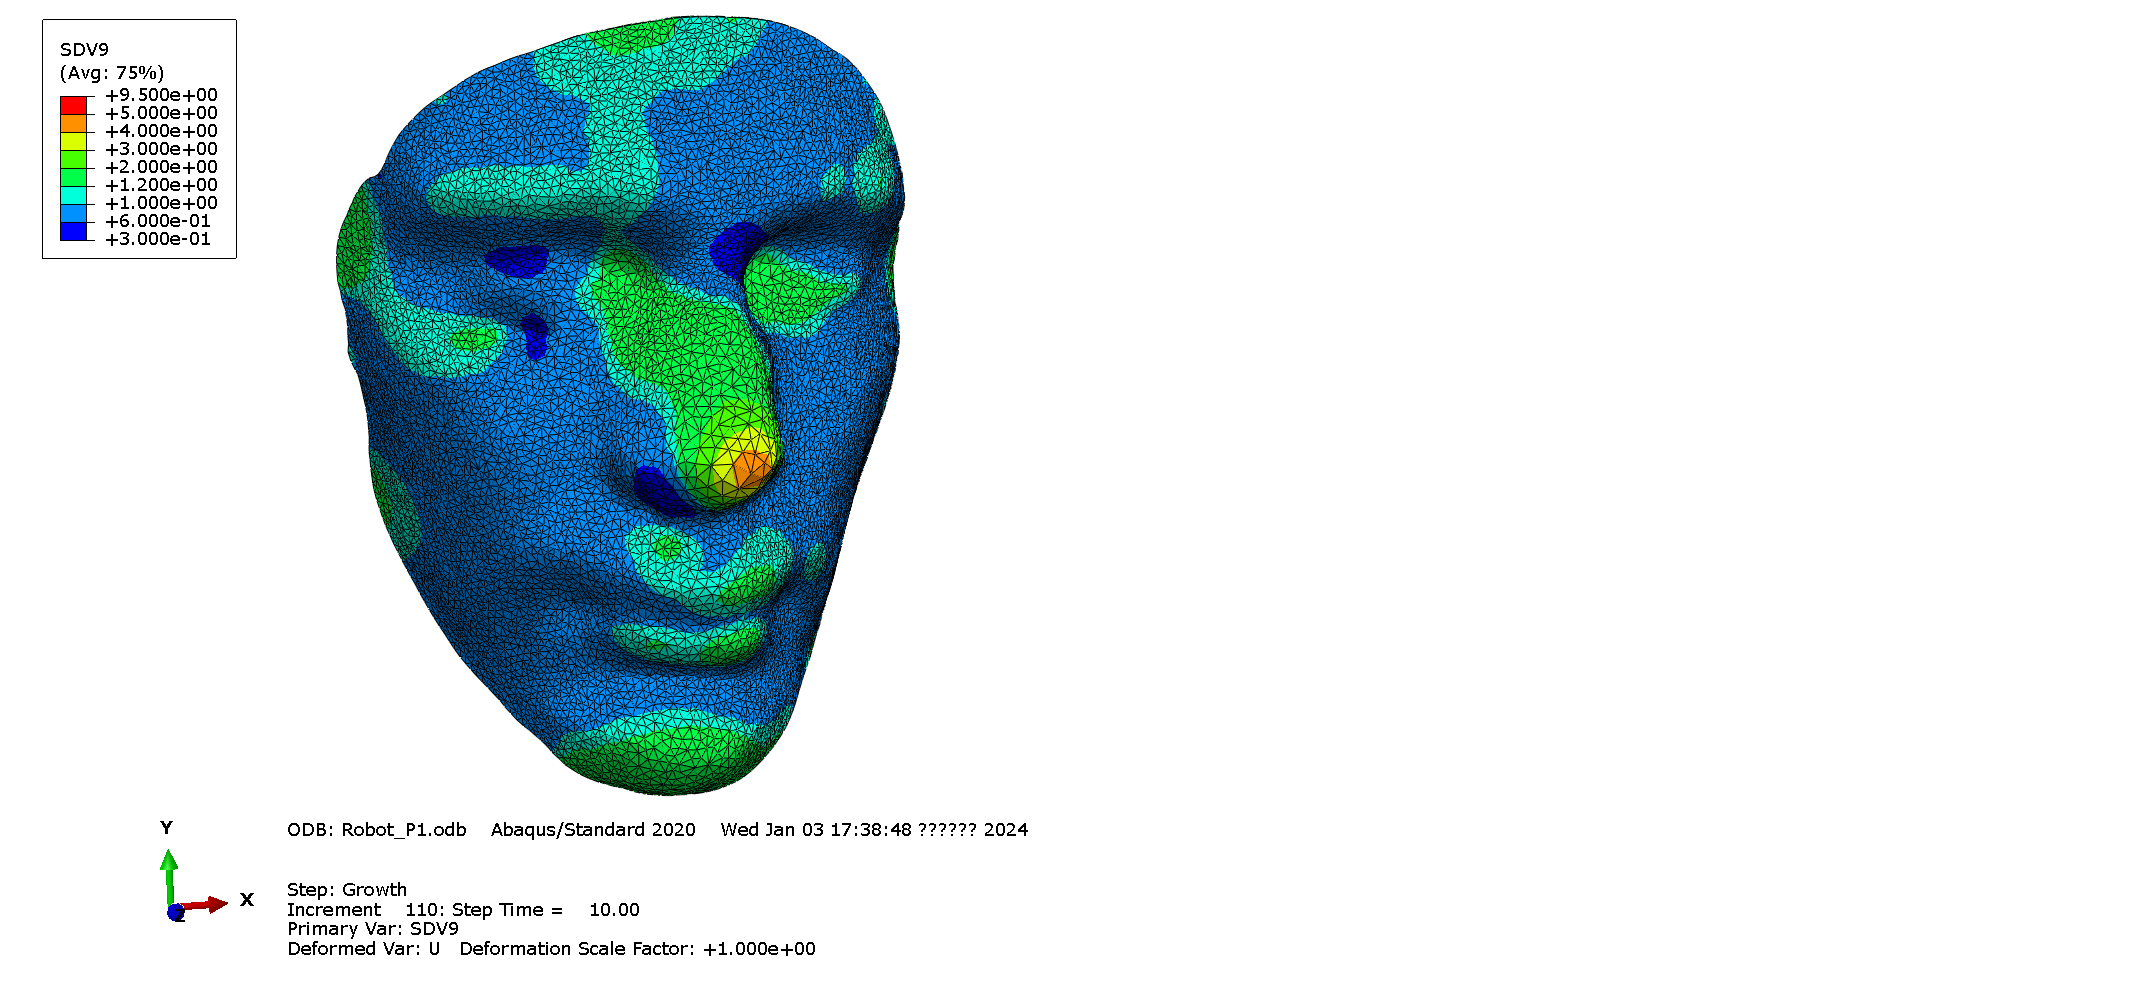 SDV9
(Avg: 75%)
+9.500e+00
+5.000e+00
+4.000e+00
+3.000e+00
+2.000e+00
+1.200e+00
+1.000e+00
+6.000e-01
+3.000e-01
Y
X
Z
ODB: Robot_P1.odb Abaqus/Standard 2020 Wed Jan 03 17:38:48 ?????? 2024
Step: Growth
Increment 110: Step Time = 10.00
Primary Var: SDV9
Deformed Var: U Deformation Scale Factor: +1.000e+00